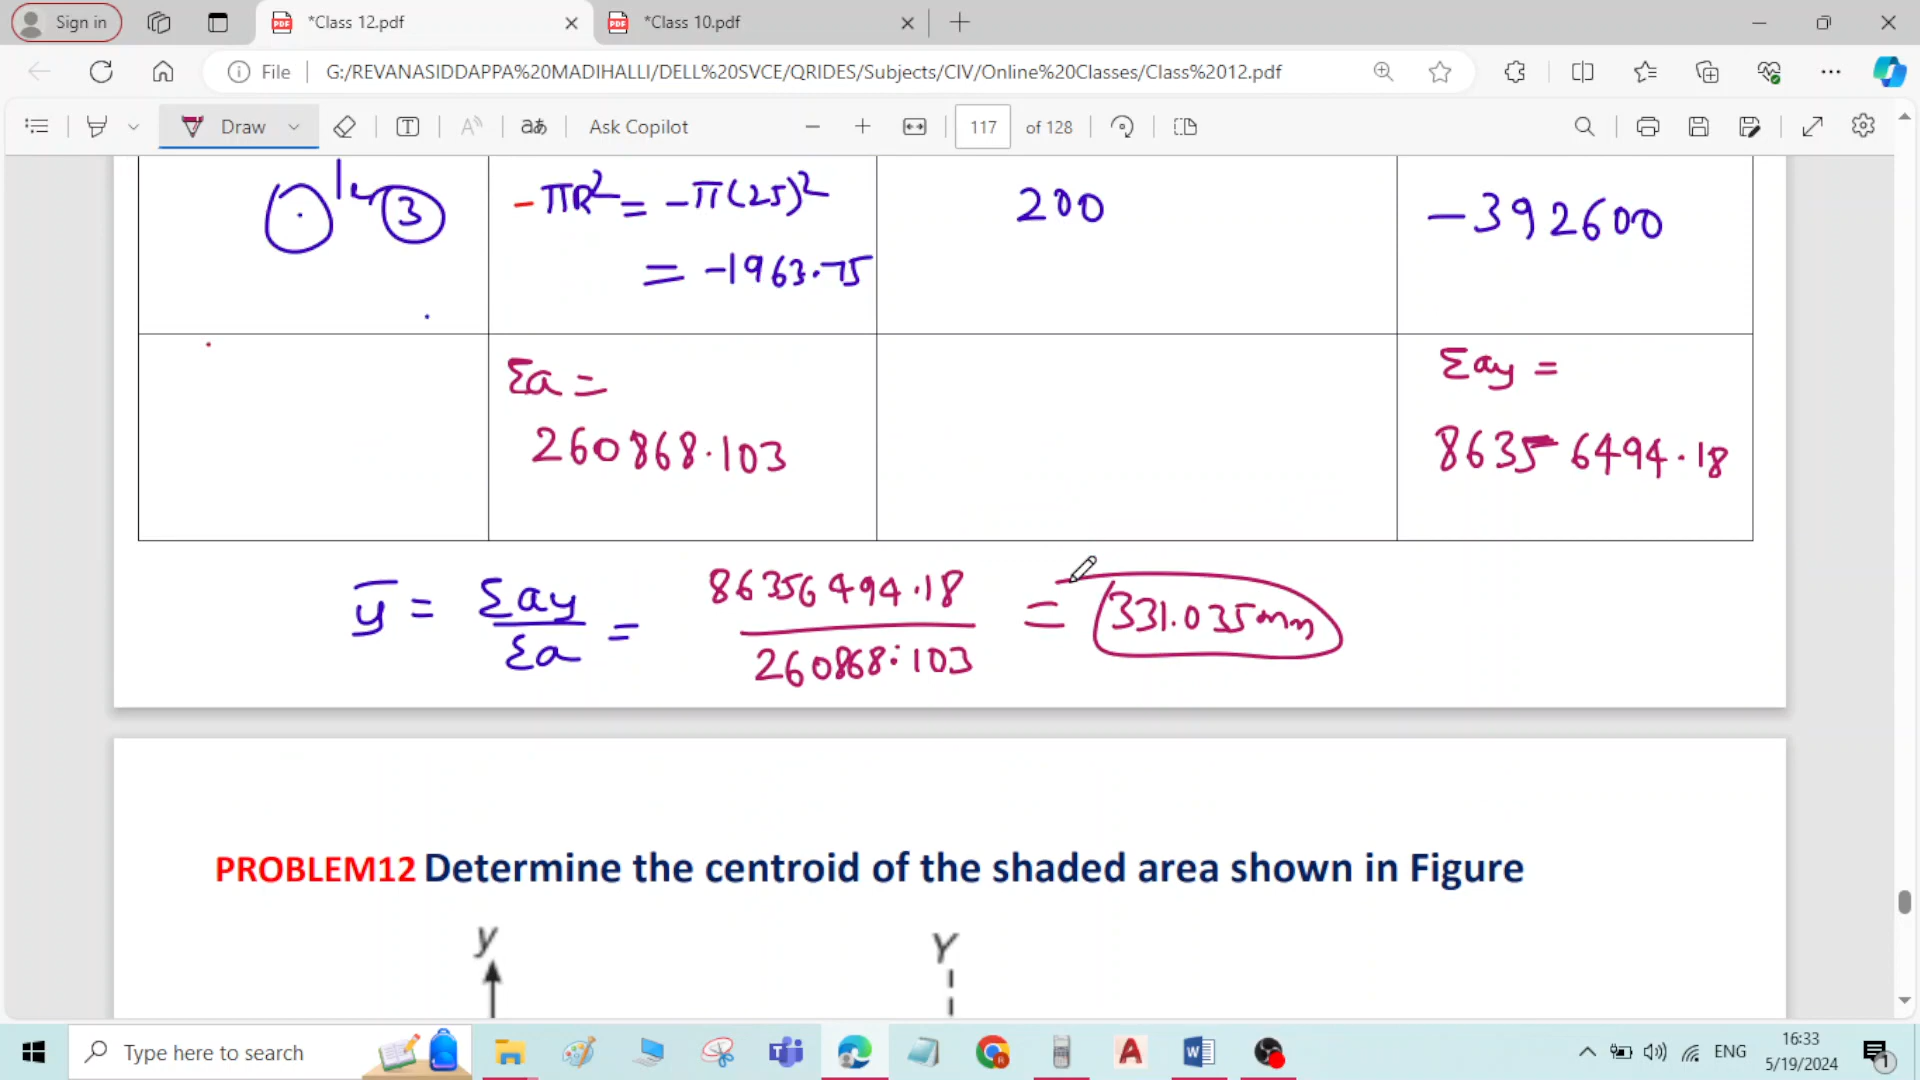 Sign in
*Class 12.pdf
*Class 10.pdf
File
G:/REVANASIDDAPPA%20MADIHALLI/DELL%20SVCE/QRIDES/Subjects/CIV/Online%20Classes/Class%2012.pdf
Draw
Ask Copilot
117 of 128
3
-πR² = -π(25)²
= -1963.75
200
-392600
Σa =
260868.103
Σay =
86356494.18
ȳ = Σay / Σa = 86356494.18 / 260868.103 = 331.035mm
PROBLEM12 Determine the centroid of the shaded area shown in Figure
y
Y
Type here to search
ENG
16:33
5/19/2024
1